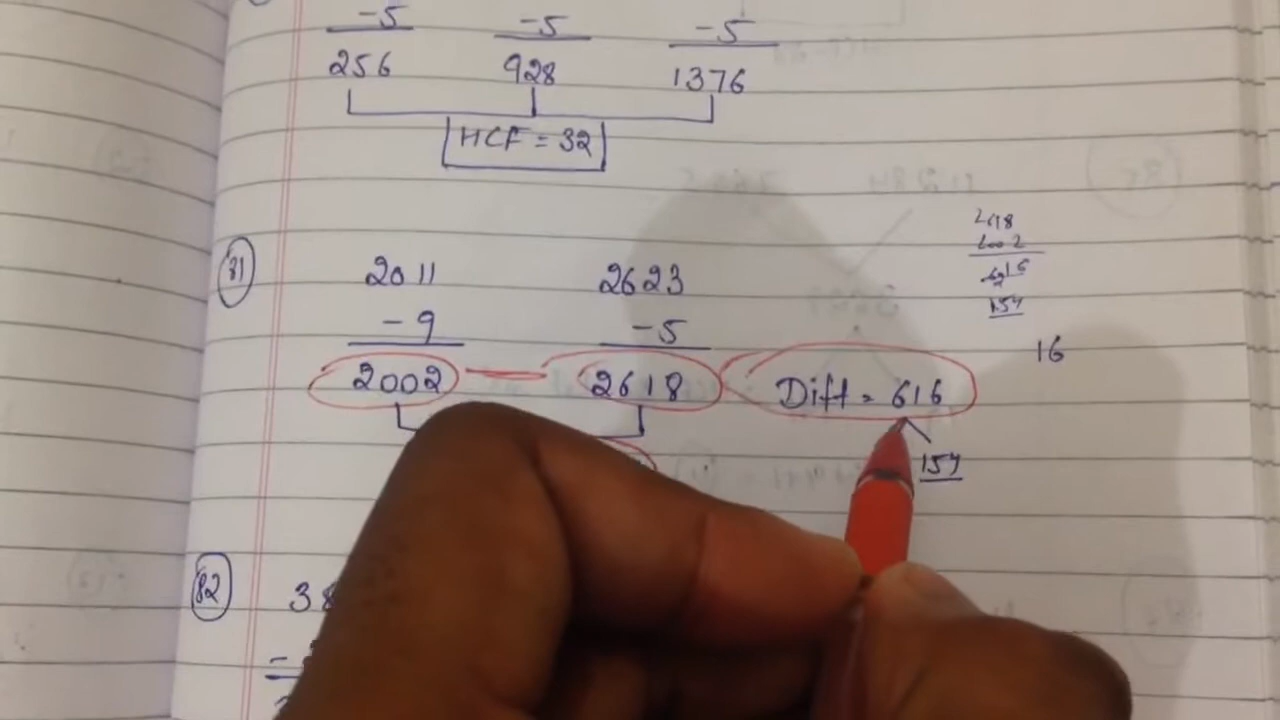 -5 -5 -5
256 928 1376
HCF = 32
81 2011 2623
-9 -5
2002 2618 Diff = 616
154
2618
2002
616
154
16
82 38
-